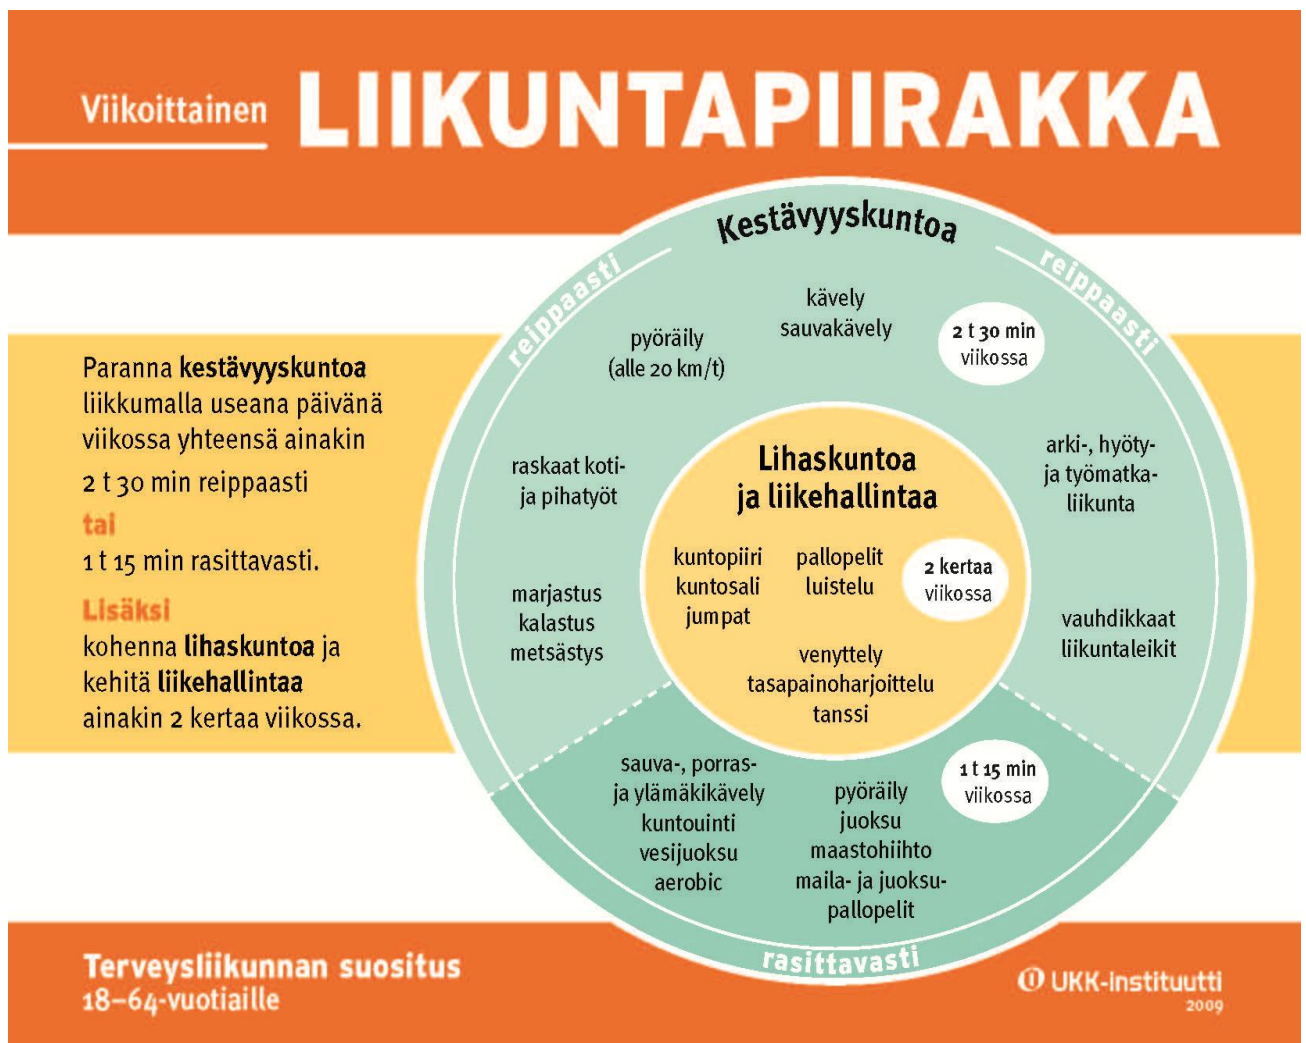 Viikoittainen LIIKUNTAPIIRAKKA
Paranna kestävyyskuntoa
liikkumalla useana päivänä
viikossa yhteensä ainakin
2 t 30 min reippaasti
tai
1 t 15 min rasittavasti.
Lisäksi
kohenna lihaskuntoa ja
kehitä liikehallintaa
ainakin 2 kertaa viikossa.
Kestävyyskuntoa
reippaasti
reippaasti
kävely
sauvakävely
2 t 30 min
viikossa
pyöräily
(alle 20 km/t)
raskaat koti-
ja pihatyöt
arki-, hyöty-
ja työmatka-
liikunta
marjastus
kalastus
metsästys
vauhdikkaat
liikuntaleikit
Lihaskuntoa
ja liikehallintaa
kuntopiiri
kuntosali
jumpat
pallopelit
luistelu
2 kertaa
viikossa
venyttely
tasapainoharjoittelu
tanssi
sauva-, porras-
ja ylämäkikävely
kuntouinti
vesijuoksu
aerobic
pyöräily
juoksu
maastohiihto
maila- ja juoksu-
pallopelit
1 t 15 min
viikossa
rasittavasti
Terveysliikunnan suositus
18–64-vuotiaille
UKK-instituutti
2009